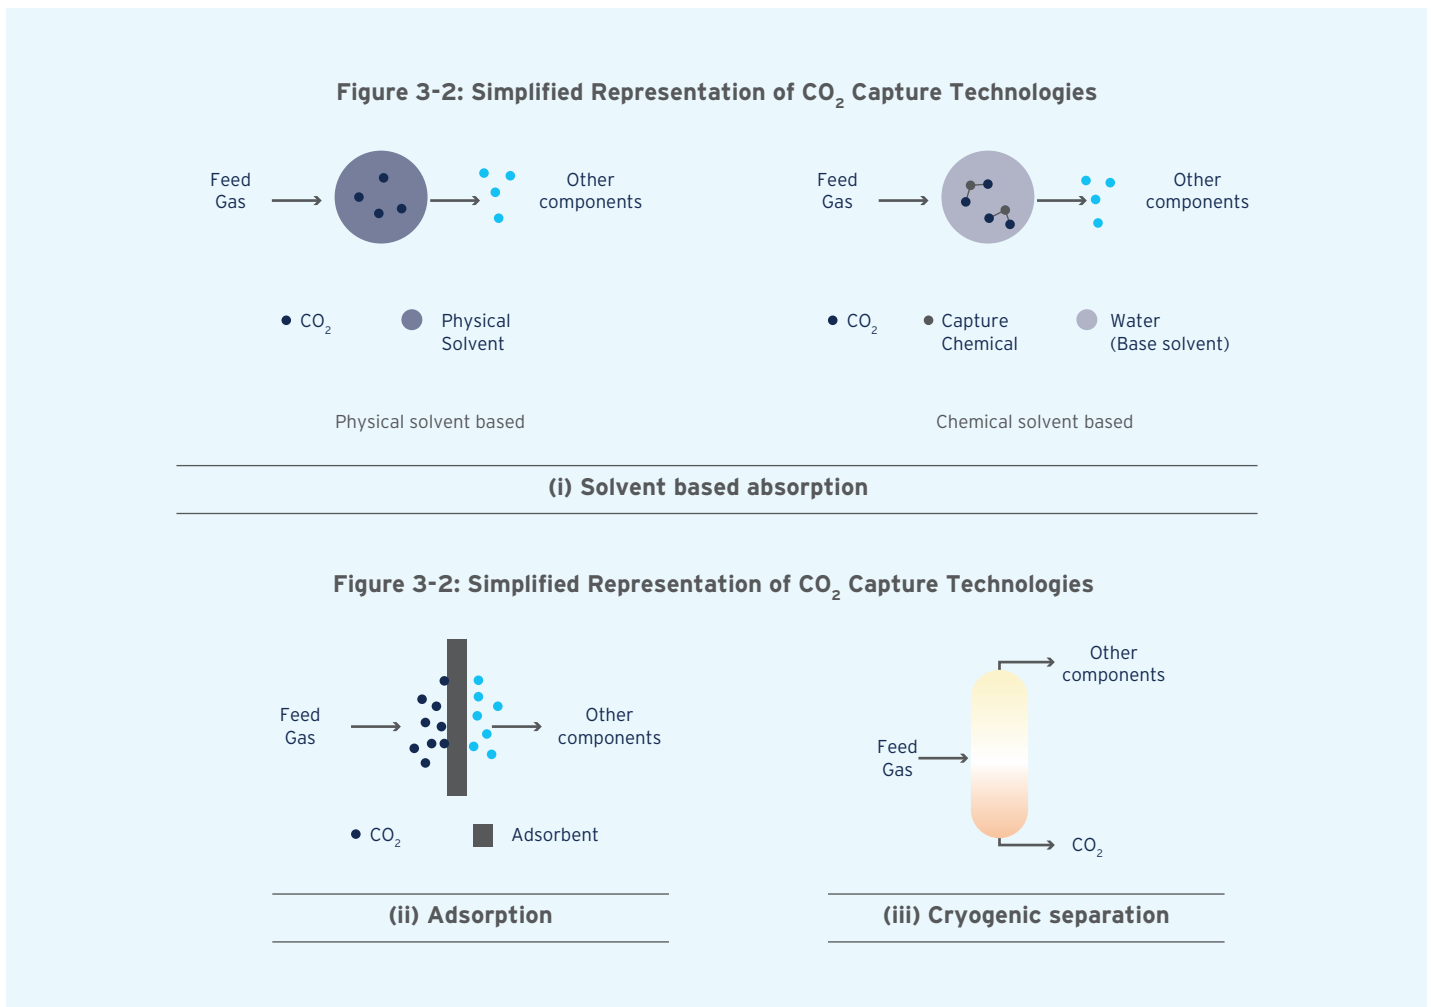 Figure 3-2: Simplified Representation of CO₂ Capture Technologies
Feed
Gas
Other
components
CO₂
Physical
Solvent
Physical solvent based
Feed
Gas
Other
components
CO₂
Capture
Chemical
Water
(Base solvent)
Chemical solvent based
(i) Solvent based absorption
Figure 3-2: Simplified Representation of CO₂ Capture Technologies
Feed
Gas
Other
components
CO₂
Adsorbent
(ii) Adsorption
Other
components
Feed
Gas
CO₂
(iii) Cryogenic separation